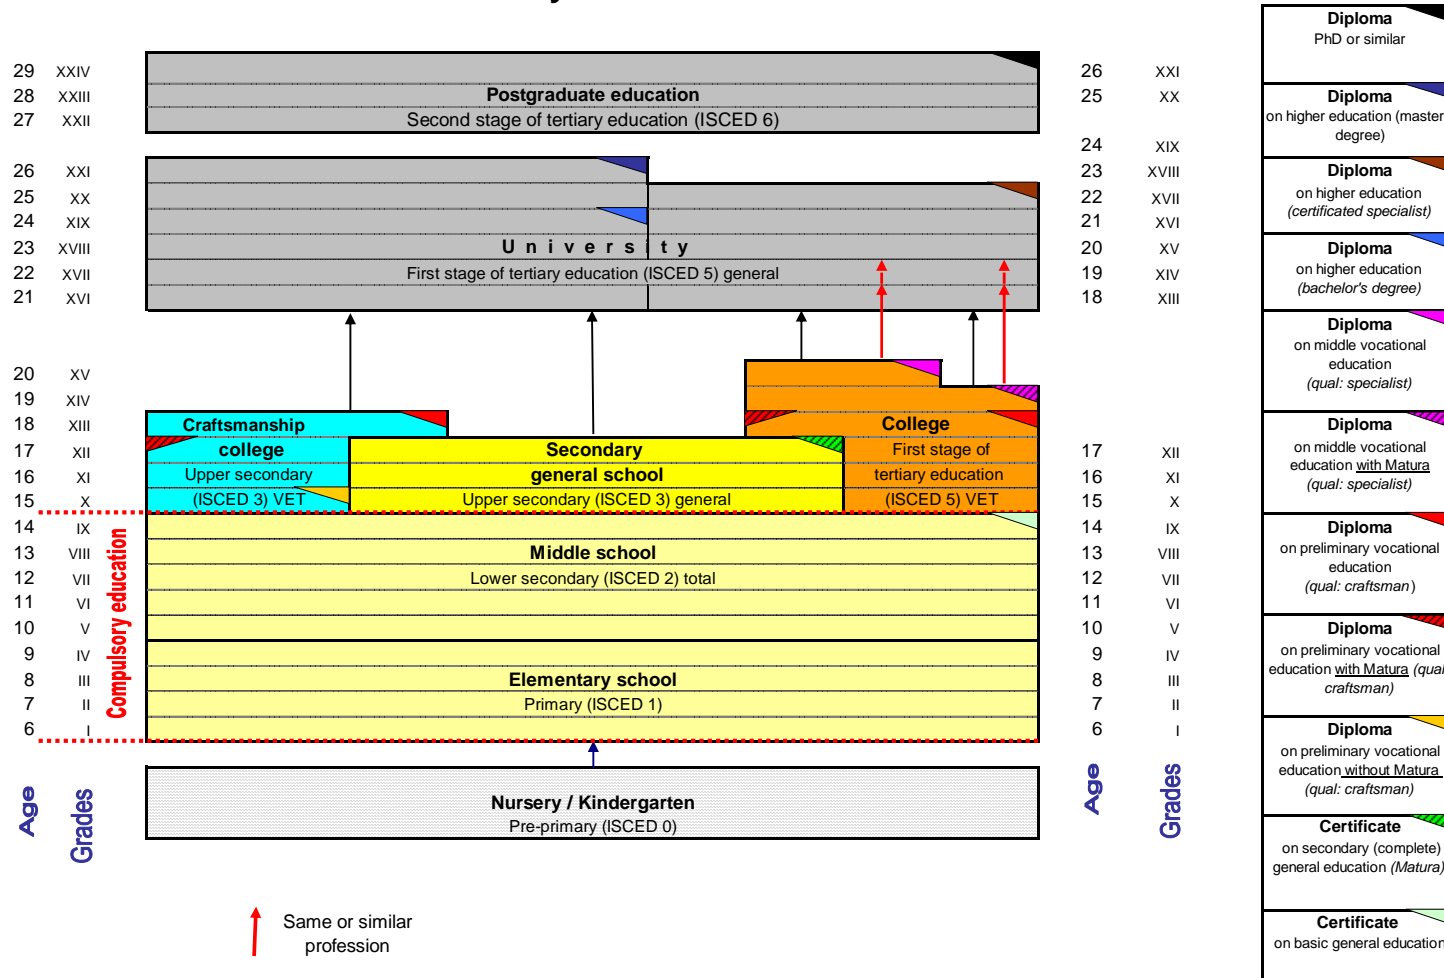 29 XXIV
28 XXIII
27 XXII
26 XXI
25 XX
24 XIX
23 XVIII
22 XVII
21 XVI
20 XV
19 XIV
18 XIII
17 XII
16 XI
15 X
14 IX
13 VIII
12 VII
11 VI
10 V
9 IV
8 III
7 II
6 I
Age
Grades
Compulsory education
Postgraduate education
Second stage of tertiary education (ISCED 6)
University
First stage of tertiary education (ISCED 5) general
Craftsmanship
college
Upper secondary
(ISCED 3) VET
Secondary
general school
Upper secondary (ISCED 3) general
College
First stage of
tertiary education
(ISCED 5) VET
Middle school
Lower secondary (ISCED 2) total
Elementary school
Primary (ISCED 1)
Nursery / Kindergarten
Pre-primary (ISCED 0)
Same or similar
profession
26 XXI
25 XX
24 XIX
23 XVIII
22 XVII
21 XVI
20 XV
19 XIV
18 XIII
17 XII
16 XI
15 X
14 IX
13 VIII
12 VII
11 VI
10 V
9 IV
8 III
7 II
6 I
Age
Grades
Diploma
PhD or similar
Diploma
on higher education (master
degree)
Diploma
on higher education
(certificated specialist)
Diploma
on higher education
(bachelor's degree)
Diploma
on middle vocational
education
(qual: specialist)
Diploma
on middle vocational
education with Matura
(qual: specialist)
Diploma
on preliminary vocational
education
(qual: craftsman)
Diploma
on preliminary vocational
education with Matura (qual
craftsman)
Diploma
on preliminary vocational
education without Matura
(qual: craftsman)
Certificate
on secondary (complete)
general education (Matura)
Certificate
on basic general education